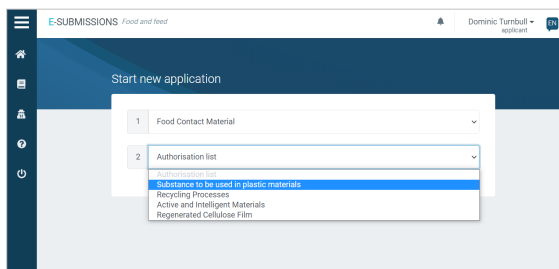 E-SUBMISSIONS Food and feed
Dominic Turnbull
applicant
EN
Start new application
1 Food Contact Material
2 Authorisation list
Authorisation list
Substance to be used in plastic materials
Recycling Processes
Active and Intelligent Materials
Regenerated Cellulose Film